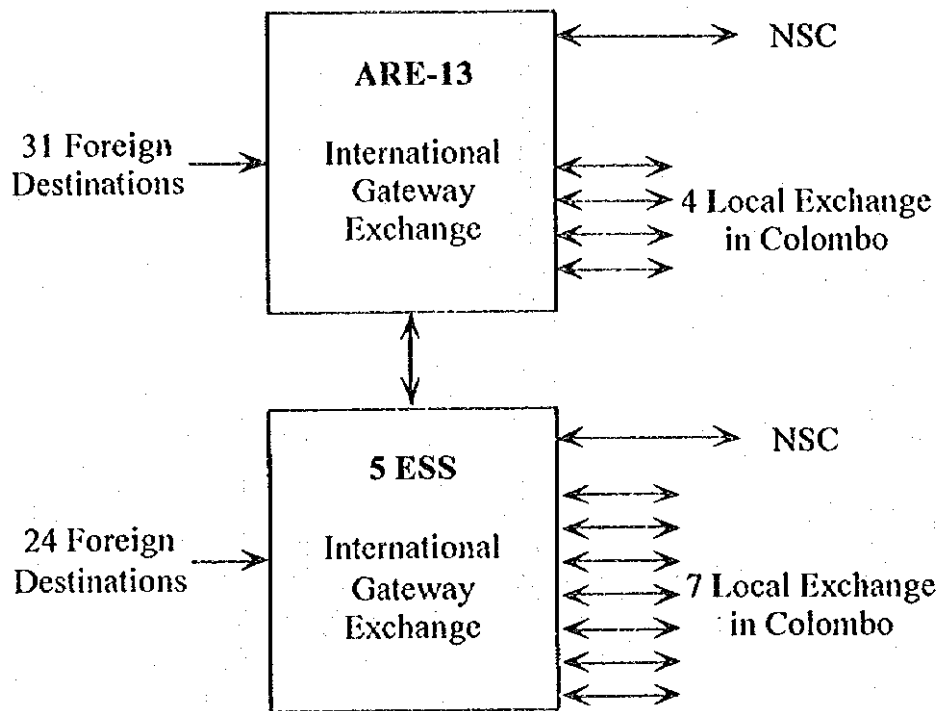 NSC
ARE-13
31 Foreign
Destinations
International
Gateway
Exchange
4 Local Exchange
in Colombo
NSC
5 ESS
24 Foreign
Destinations
International
Gateway
Exchange
7 Local Exchange
in Colombo